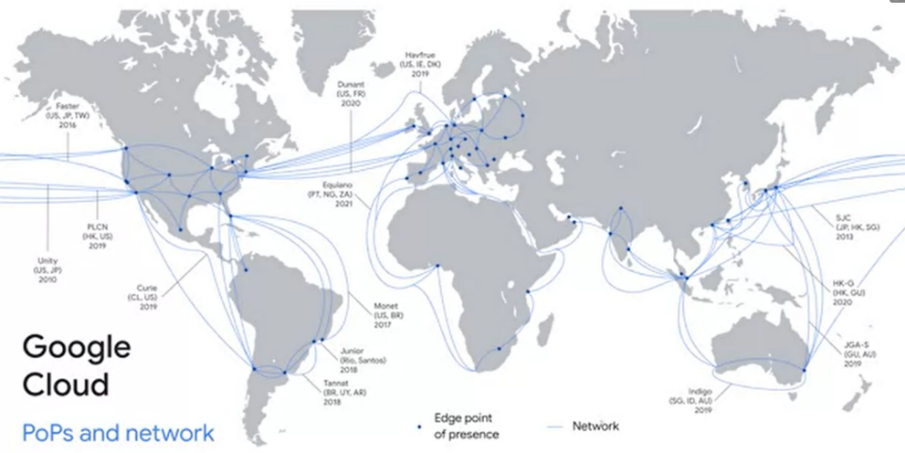 Havfrue
(US, IE, DK)
2019
Dunant
(US, FR)
2020
Faster
(US, JP, TW)
2016
Equiano
(PT, NG, ZA)
2021
PLCN
(HK, US)
2019
Unity
(US, JP)
2010
SJC
(JP, HK, SG)
2013
Curie
(CL, US)
2019
HK-G
(HK, GU)
2020
Monet
(US, BR)
2017
JGA-S
(GU, AU)
2019
Junior
(Rio, Santos)
2018
Tannat
(BR, UY, AR)
2018
Indigo
(SG, ID, AU)
2019
Google
Cloud
PoPs and network
Edge point
of presence
Network